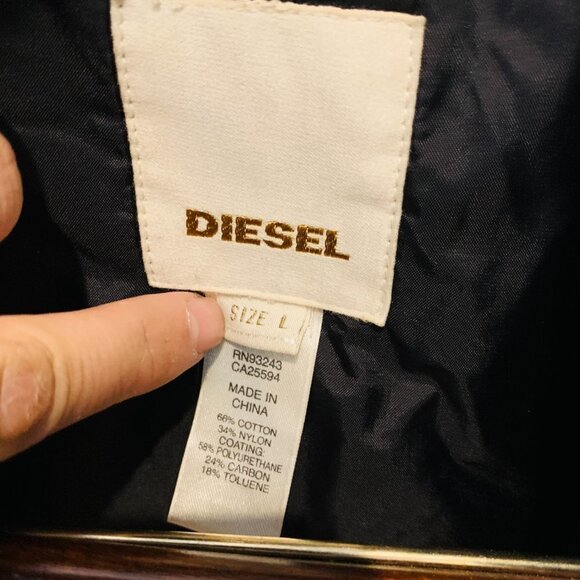 DIESEL
SIZE L
RN93243
CA25594
MADE IN
CHINA
66% COTTON
34% NYLON
COATING:
58% POLYURETHANE
24% CARBON
18% TOLUENE